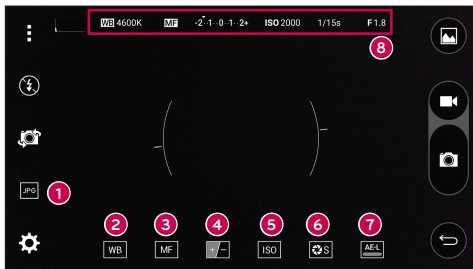 WB 4600K MF -2··1··0··1··2+ ISO 2000 1/15s F1.8
8
JPG 1
2 3 4 5 6 7
WB MF +/- ISO S AE-L